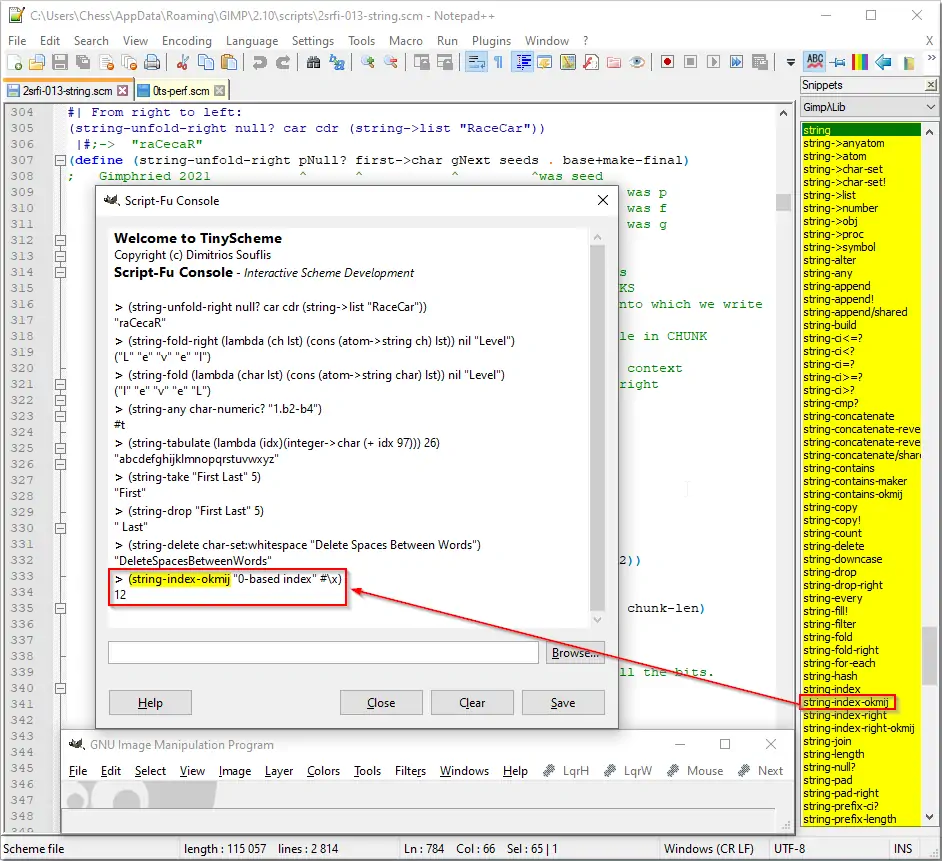 C:\Users\Chess\AppData\Roaming\GIMP\2.10\scripts\2srfi-013-string.scm - Notepad++
File Edit Search View Encoding Language Settings Tools Macro Run Plugins Window ? X
ABC
2srfi-013-string.scm 0ts-perf.scm
304 #| From right to left:
305 (string-unfold-right null? car cdr (string->list "RaceCar"))
306 |#;-> "raCecaR"
307 (define (string-unfold-right pNull? first->char gNext seeds . base+make-final)
308 ; Gimphried 2021 ^ ^ ^ ^was seed
309 was p
310 was f
311 was g
312
313
314 s
315 KS
316 nto which we write
317
318 le in CHUNK
319
320 context
321 right
322
323
324
325
326
327
328
329
330
331
332 2))
333
334
335 chunk-len)
336
337
338
339 ll the bits.
340
341
342
343
344
345
346
347
348
349
Script-Fu Console
Welcome to TinyScheme
Copyright (c) Dimitrios Souflis
Script-Fu Console - Interactive Scheme Development
> (string-unfold-right null? car cdr (string->list "RaceCar"))
"raCecaR"
> (string-fold-right (lambda (ch lst) (cons (atom->string ch) lst)) nil "Level")
("L" "e" "v" "e" "l")
> (string-fold (lambda (char lst) (cons (atom->string char) lst)) nil "Level")
("l" "e" "v" "e" "L")
> (string-any char-numeric? "1.b2-b4")
#t
> (string-tabulate (lambda (idx)(integer->char (+ idx 97))) 26)
"abcdefghijklmnopqrstuvwxyz"
> (string-take "First Last" 5)
"First"
> (string-drop "First Last" 5)
" Last"
> (string-delete char-set:whitespace "Delete Spaces Between Words")
"DeleteSpacesBetweenWords"
> (string-index-okmij "0-based index" #\x)
12
Browse...
Help Close Clear Save
GNU Image Manipulation Program
File Edit Select View Image Layer Colors Tools Filters Windows Help LqrH LqrW Mouse Next
Snippets
GimpλLib
string
string->anyatom
string->atom
string->char-set
string->char-set!
string->list
string->number
string->obj
string->proc
string->symbol
string-alter
string-any
string-append
string-append!
string-append/shared
string-build
string-ci<=?
string-ci<?
string-ci=?
string-ci>=?
string-ci>?
string-cmp?
string-concatenate
string-concatenate-reve
string-concatenate-reve
string-concatenate/share
string-contains
string-contains-maker
string-contains-okmij
string-copy
string-copy!
string-count
string-delete
string-downcase
string-drop
string-drop-right
string-every
string-fill!
string-filter
string-fold
string-fold-right
string-for-each
string-hash
string-index
string-index-okmij
string-index-right
string-index-right-okmij
string-join
string-length
string-null?
string-pad
string-pad-right
string-prefix-ci?
string-prefix-length
Scheme file length : 115 057 lines : 2 814 Ln : 784 Col : 66 Sel : 65 | 1 Windows (CR LF) UTF-8 INS